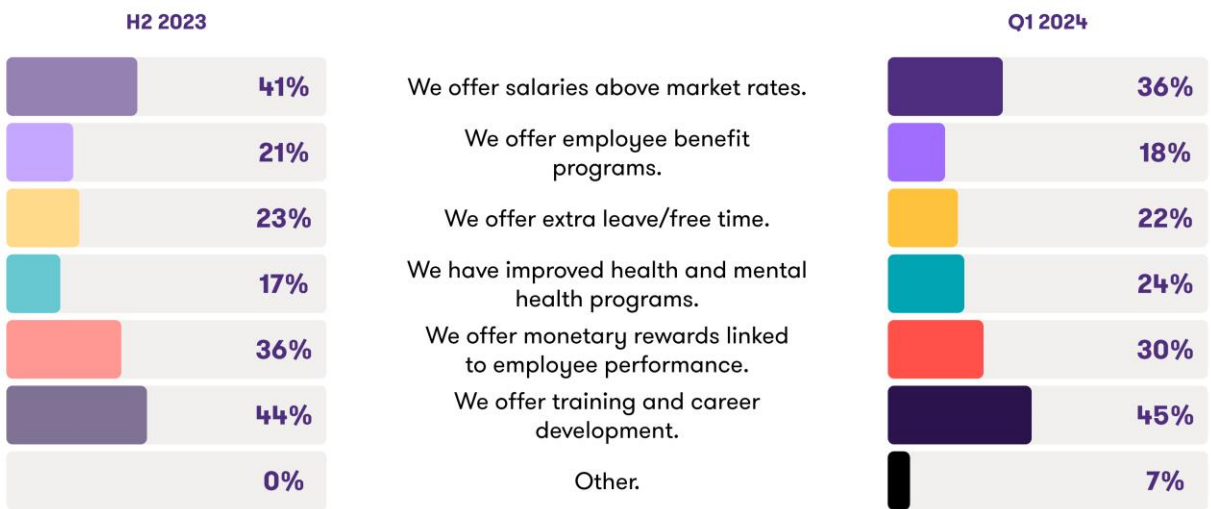 H2 2023
Q1 2024
41%
We offer salaries above market rates.
36%
21%
We offer employee benefit
programs.
18%
23%
We offer extra leave/free time.
22%
17%
We have improved health and mental
health programs.
24%
36%
We offer monetary rewards linked
to employee performance.
30%
44%
We offer training and career
development.
45%
0%
Other.
7%